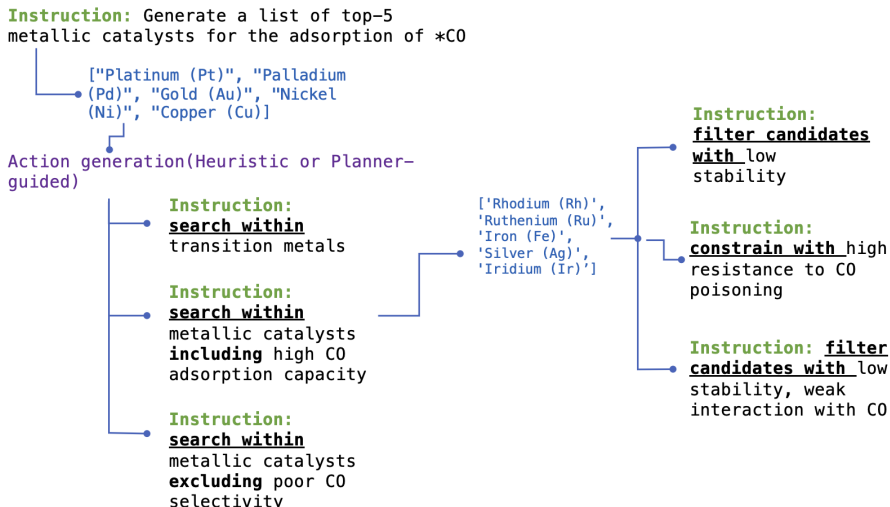 Instruction: Generate a list of top-5
metallic catalysts for the adsorption of *CO
["Platinum (Pt)", "Palladium
(Pd)", "Gold (Au)", "Nickel
(Ni)", "Copper (Cu)]
Action generation(Heuristic or Planner-
guided)
Instruction:
search within
transition metals
Instruction:
search within
metallic catalysts
including high CO
adsorption capacity
Instruction:
search within
metallic catalysts
excluding poor CO
selectivity
['Rhodium (Rh)',
'Ruthenium (Ru)',
'Iron (Fe)',
'Silver (Ag)',
'Iridium (Ir)’]
Instruction:
filter candidates
with low
stability
Instruction:
constrain with high
resistance to CO
poisoning
Instruction: filter
candidates with low
stability, weak
interaction with CO